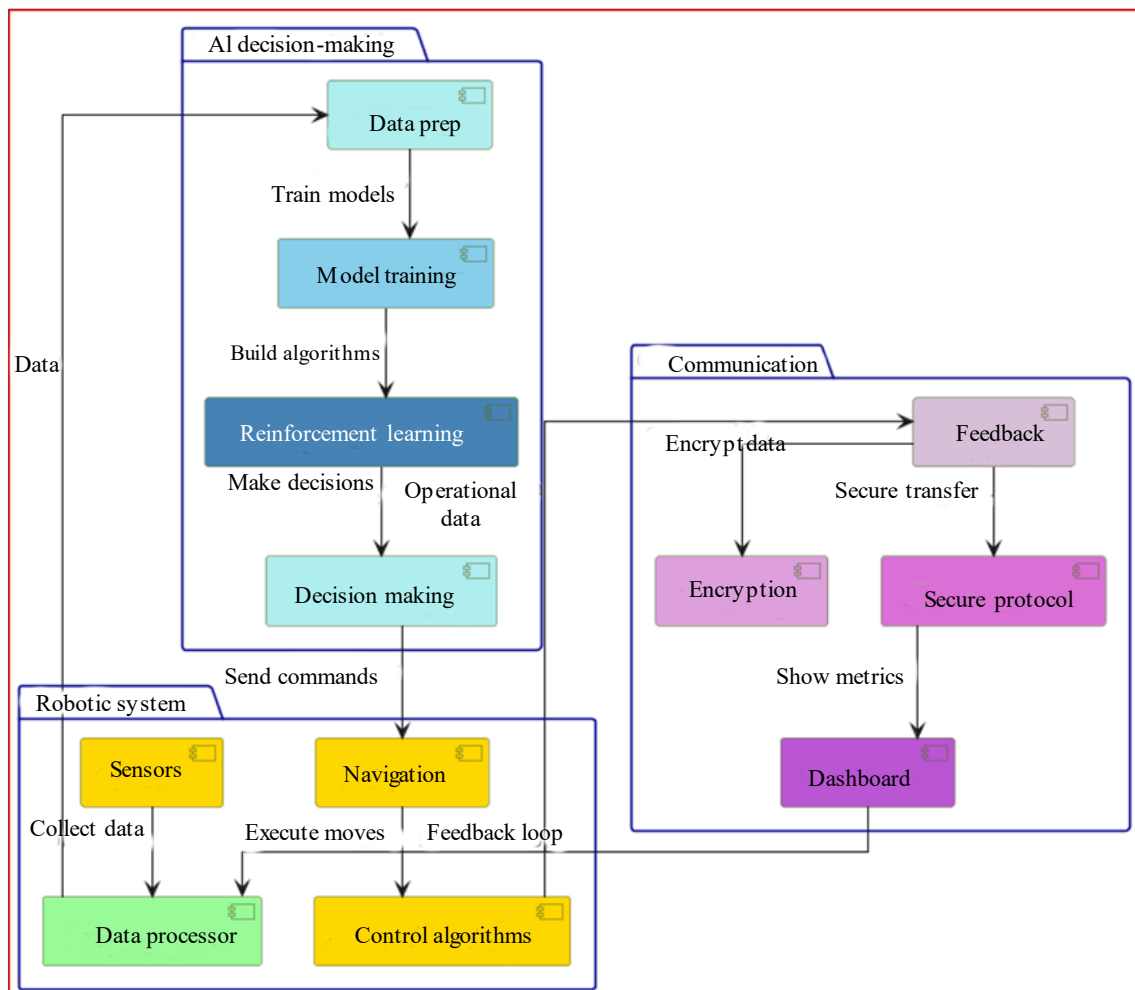 AI decision-making
Data prep
Train models
Model training
Build algorithms
Data
Communication
Reinforcement learning
Feedback
Encrypt data
Make decisions
Operational
data
Secure transfer
Encryption
Decision making
Secure protocol
Send commands
Show metrics
Robotic system
Sensors
Navigation
Dashboard
Collect data
Execute moves
Feedback loop
Data processor
Control algorithms